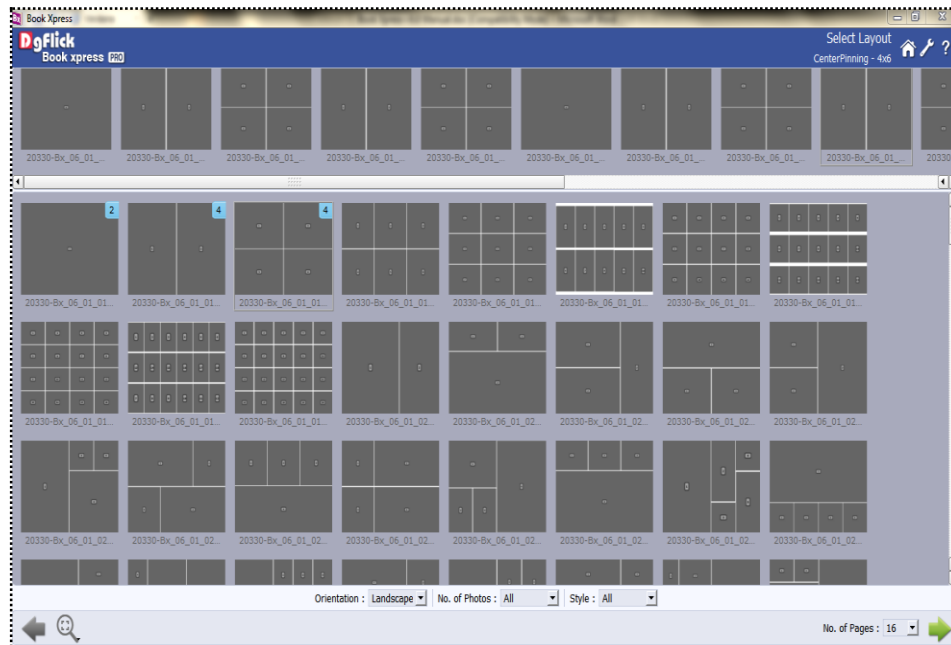 Book Xpress
DgFlick
Book xpress PRO
Select Layout
CenterPinning - 4x6
?
20330-Bx_06_01_... 20330-Bx_06_01_... 20330-Bx_06_01_... 20330-Bx_06_01_... 20330-Bx_06_01_... 20330-Bx_06_01_... 20330-Bx_06_01_... 20330-Bx_06_01_... 20330-Bx_06_01_... 20330
2 4 4
20330-Bx_06_01_01... 20330-Bx_06_01_01... 20330-Bx_06_01_01... 20330-Bx_06_01_01... 20330-Bx_06_01_01... 20330-Bx_06_01_01... 20330-Bx_06_01_01... 20330-Bx_06_01_01...
20330-Bx_06_01_01... 20330-Bx_06_01_01... 20330-Bx_06_01_01... 20330-Bx_06_01_02... 20330-Bx_06_01_02... 20330-Bx_06_01_02... 20330-Bx_06_01_02... 20330-Bx_06_01_02...
20330-Bx_06_01_02... 20330-Bx_06_01_02... 20330-Bx_06_01_02... 20330-Bx_06_01_02... 20330-Bx_06_01_02... 20330-Bx_06_01_02... 20330-Bx_06_01_02... 20330-Bx_06_01_02...
Orientation : Landscape No. of Photos : All Style : All
No. of Pages : 16